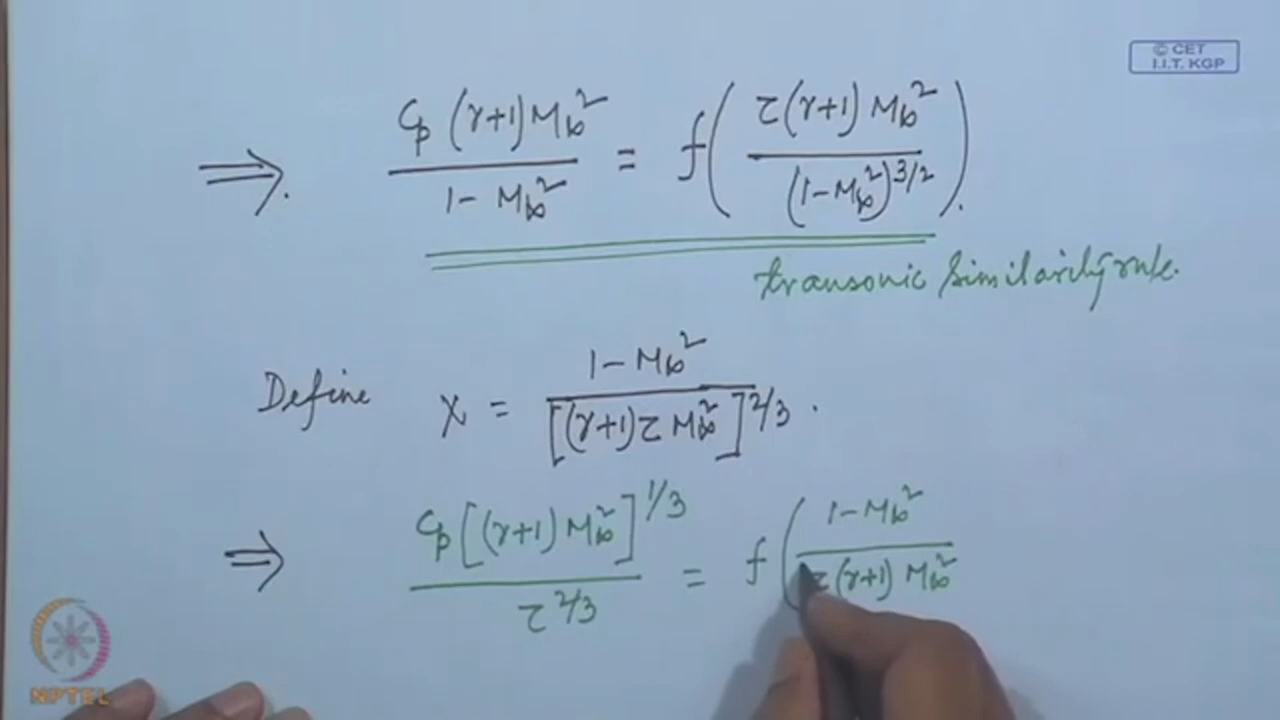 © CET
I.I.T. KGP
⟹. Cp (γ+1) M∞² / 1 - M∞² = f( τ(γ+1) M∞² / (1-M∞²)^3/2 ).
transonic similarity rule.
Define χ = 1 - M∞² / [(γ+1) τ M∞²]^2/3 .
⟹ Cp [(γ+1) M∞²]^1/3 / τ^2/3 = f( 1 - M∞² / τ(γ+1) M∞²
NPTEL